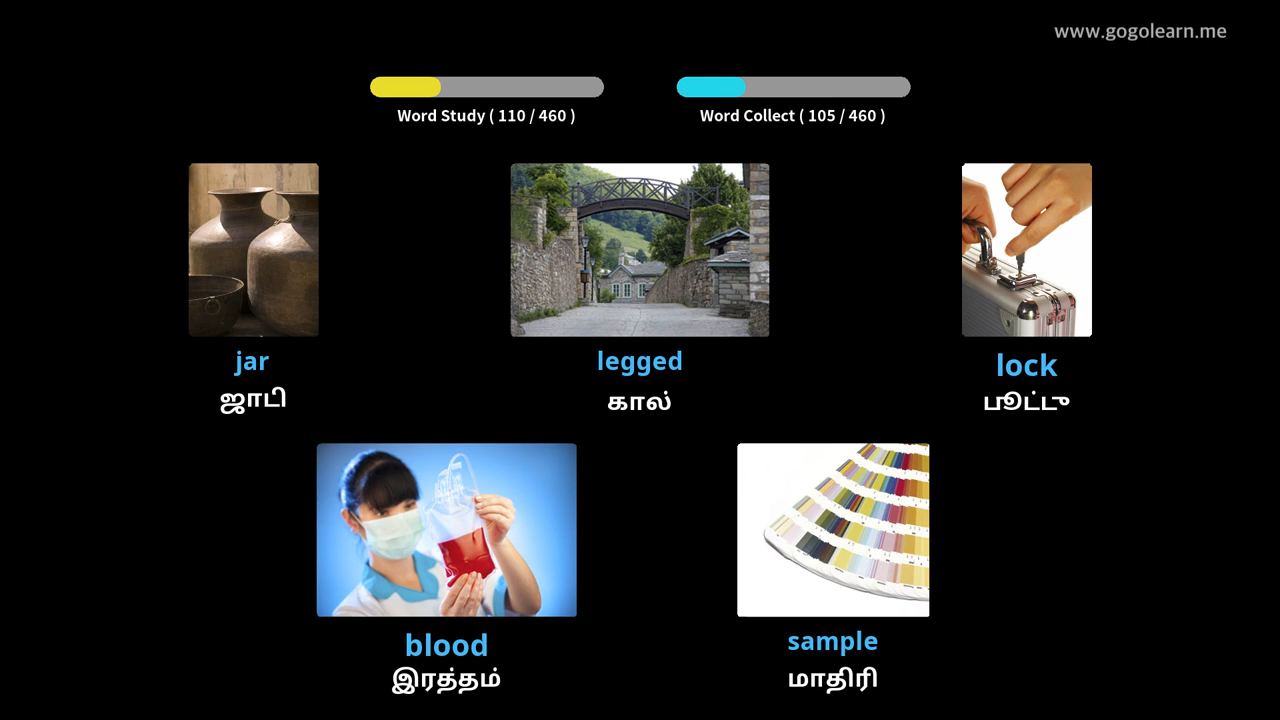 www.gogolearn.me
Word Study ( 110 / 460 )
Word Collect ( 105 / 460 )
jar
legged
lock
ஜாபி
கால்
பூட்டு
blood
sample
இரத்தம்
மாதிரி